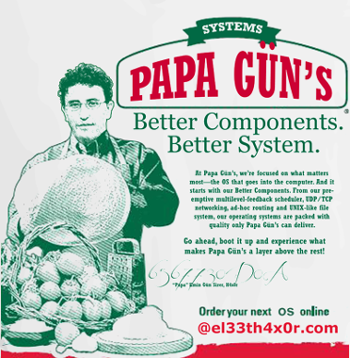 SYSTEMS
PAPA GÜN'S
Better Components.
Better System.
At Papa Gün's, we're focused on what matters
most—the OS that goes into the computer. And it
starts with our Better Components. From our pre-
emptive multilevel-feedback scheduler, UDP/TCP
networking, ad-hoc routing and UNIX-like file
system, our operating systems are packed with
quality only Papa Gün's can deliver.
Go ahead, boot it up and experience what
makes Papa Gün's a layer above the rest!
"Papa" Emin Gün Sirer,
Order your next OS online
@el33th4x0r.com